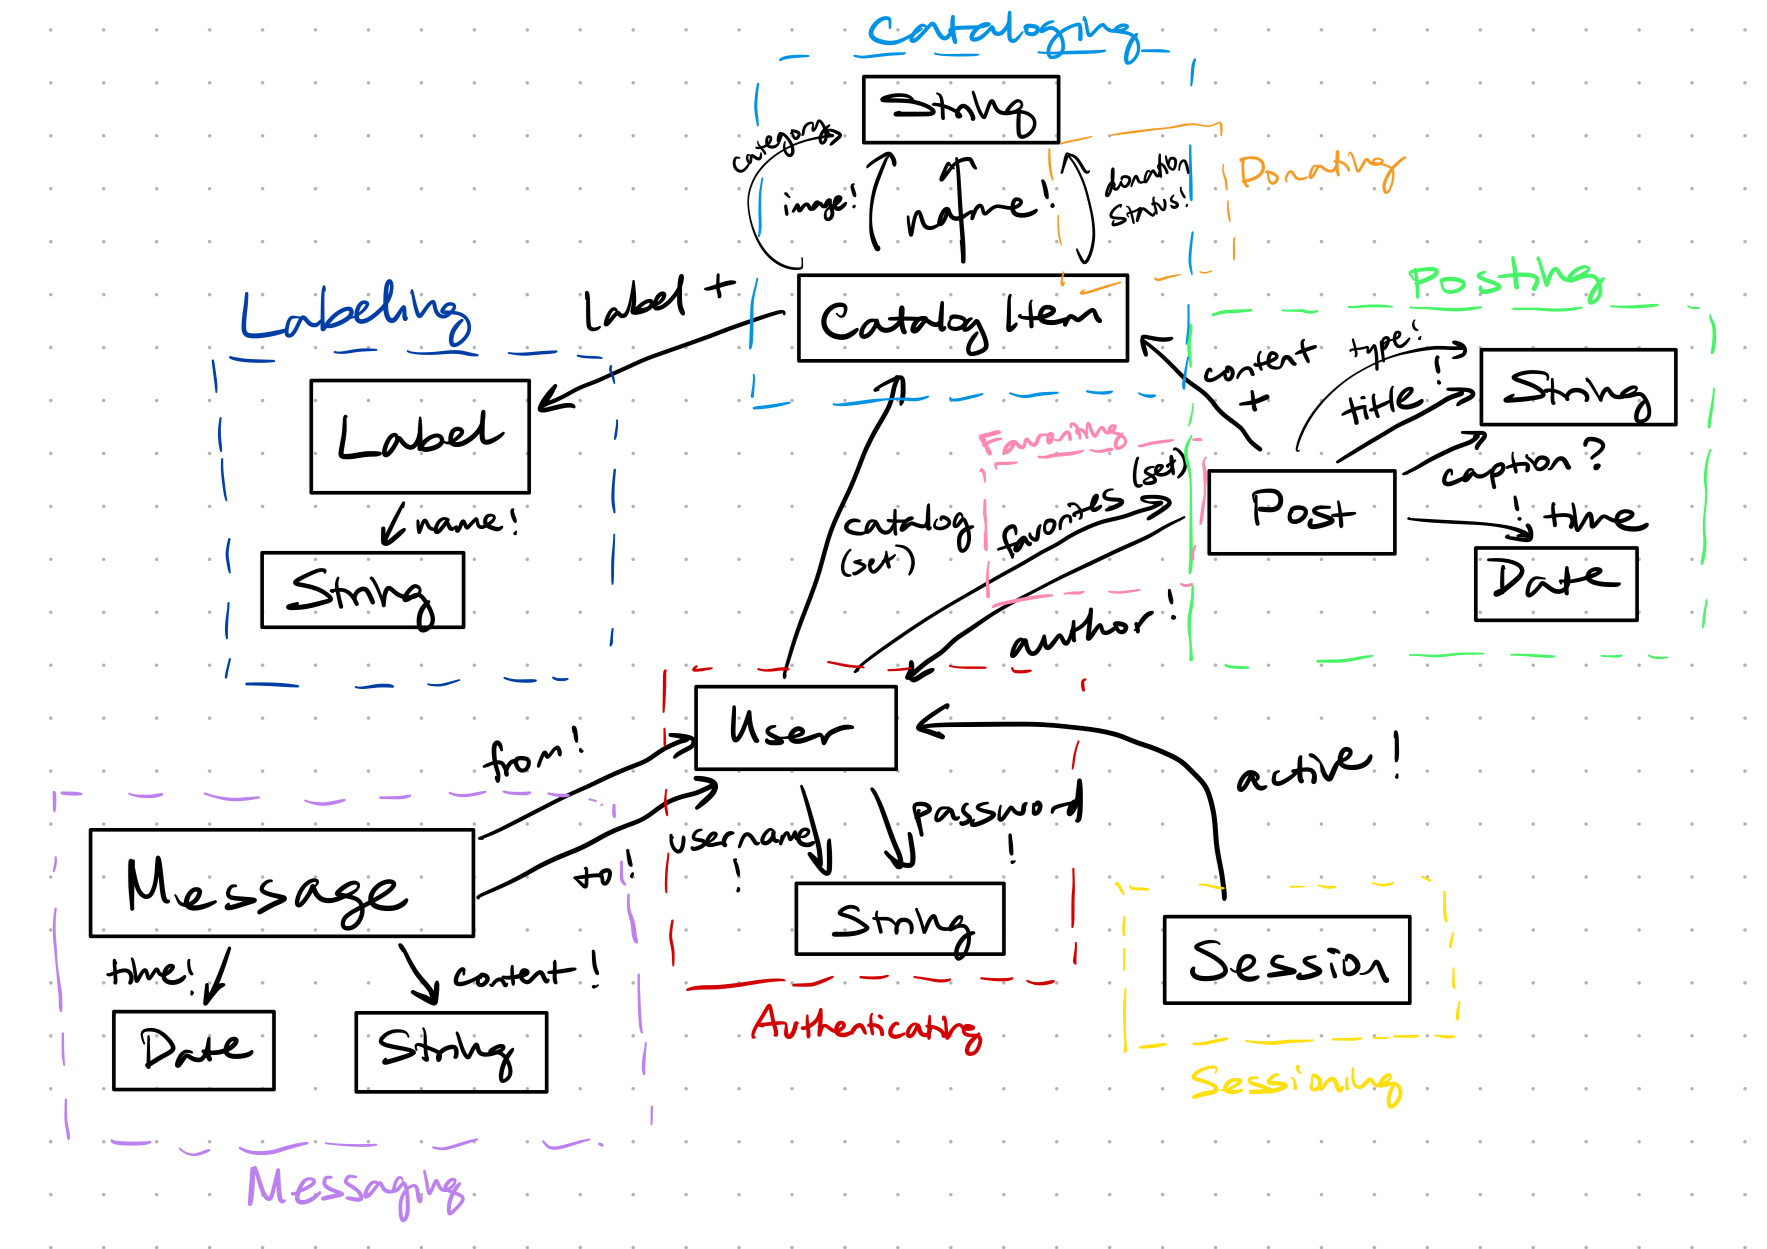 Cataloging
String
category
image!
name!
donation
status!
Donating
Catalog Item
Labeling
Label +
Label
name!
String
Posting
content
+
type!
title!
String
caption?
Post
! time
Date
Favoriting
favorites (set)
catalog
(set)
author!
User
username
!
password
!
String
Authenticating
active!
Session
Sessioning
from!
to!
Message
time!
content!
Date
String
Messaging